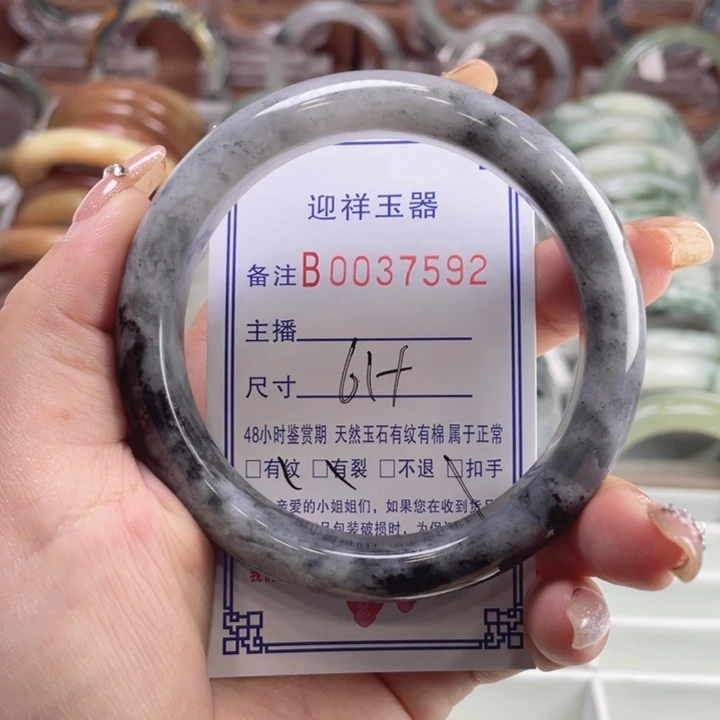 迎祥玉器
备注B0037592
主播
尺寸 61+
48小时鉴赏期 天然玉石有纹有棉属于正常
□有纹 □有裂 □不退 □扣手
亲爱的小姐姐们，如果您在收到货品
包装破损时，为保